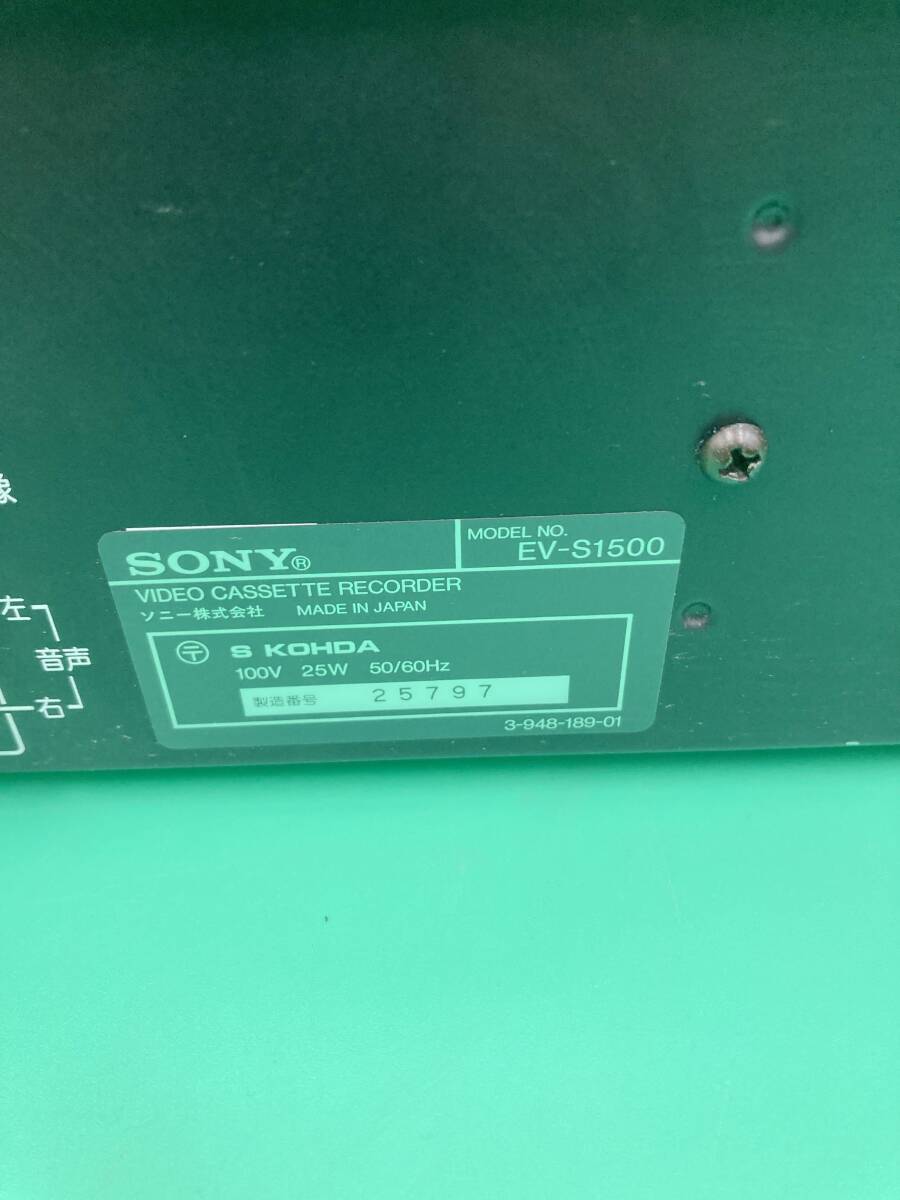 像
左
音声
右
SONY®
MODEL NO.
EV-S1500
VIDEO CASSETTE RECORDER
ソニー株式会社 MADE IN JAPAN
〒 S KOHDA
100V 25W 50/60Hz
製造番号 25797
3-948-189-01